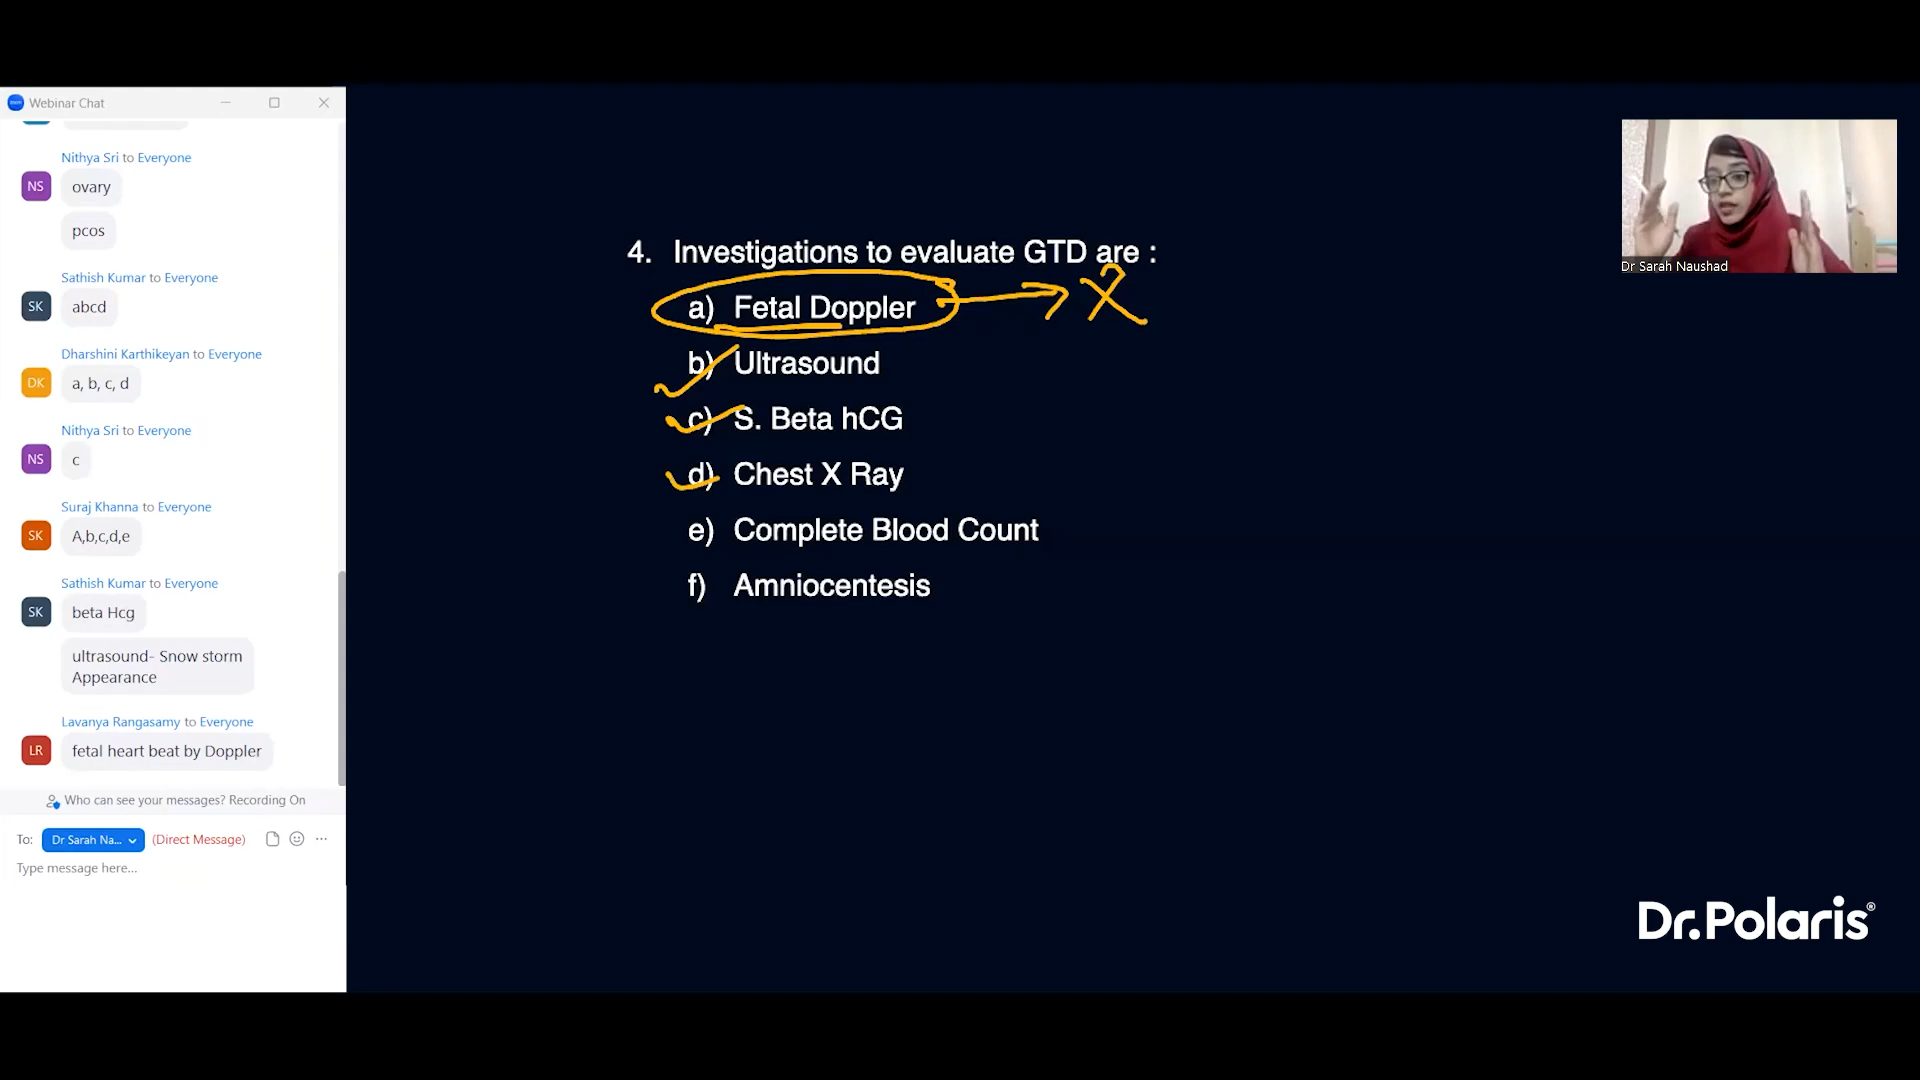 Webinar Chat
Nithya Sri to Everyone
NS
ovary
pcos
Sathish Kumar to Everyone
SK
abcd
Dharshini Karthikeyan to Everyone
DK
a, b, c, d
Nithya Sri to Everyone
NS
c
Suraj Khanna to Everyone
SK
A,b,c,d,e
Sathish Kumar to Everyone
SK
beta Hcg
ultrasound- Snow storm
Appearance
Lavanya Rangasamy to Everyone
LR
fetal heart beat by Doppler
Who can see your messages? Recording On
To: Dr Sarah Na... (Direct Message)
Type message here...
4. Investigations to evaluate GTD are :
a) Fetal Doppler
b) Ultrasound
c) S. Beta hCG
d) Chest X Ray
e) Complete Blood Count
f) Amniocentesis
Dr Sarah Naushad
Dr.Polaris®